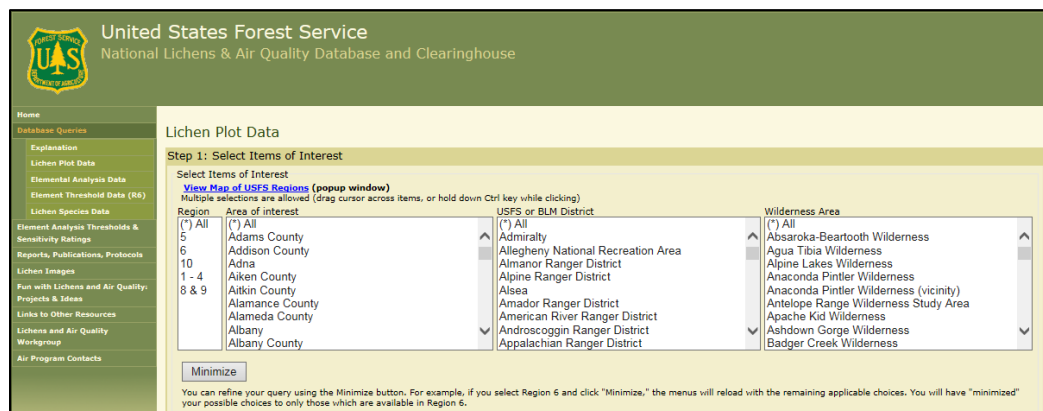 United States Forest Service
National Lichens & Air Quality Database and Clearinghouse
FOREST SERVICE
UAS
DEPARTMENT OF AGRICULTURE
Home
Database Queries
Explanation
Lichen Plot Data
Elemental Analysis Data
Element Threshold Data (R6)
Lichen Species Data
Element Analysis Thresholds &
Sensitivity Ratings
Reports, Publications, Protocols
Lichen Images
Fun with Lichens and Air Quality:
Projects & Ideas
Links to Other Resources
Lichens and Air Quality
Workgroup
Air Program Contacts
Lichen Plot Data
Step 1: Select Items of Interest
Select Items of Interest
View Map of USFS Regions (popup window)
Multiple selections are allowed (drag cursor across items, or hold down Ctrl key while clicking)
Region
(*) All
5
6
10
1 - 4
8 & 9
Area of interest
(*) All
Adams County
Addison County
Adna
Aiken County
Aitkin County
Alamance County
Alameda County
Albany
Albany County
USFS or BLM District
(*) All
Admiralty
Allegheny National Recreation Area
Almanor Ranger District
Alpine Ranger District
Alsea
Amador Ranger District
American River Ranger District
Androscoggin Ranger District
Appalachian Ranger District
Wilderness Area
(*) All
Absaroka-Beartooth Wilderness
Agua Tibia Wilderness
Alpine Lakes Wilderness
Anaconda Pintler Wilderness
Anaconda Pintler Wilderness (vicinity)
Antelope Range Wilderness Study Area
Apache Kid Wilderness
Ashdown Gorge Wilderness
Badger Creek Wilderness
Minimize
You can refine your query using the Minimize button. For example, if you select Region 6 and click "Minimize," the menus will reload with the remaining applicable choices. You will have "minimized"
your possible choices to only those which are available in Region 6.